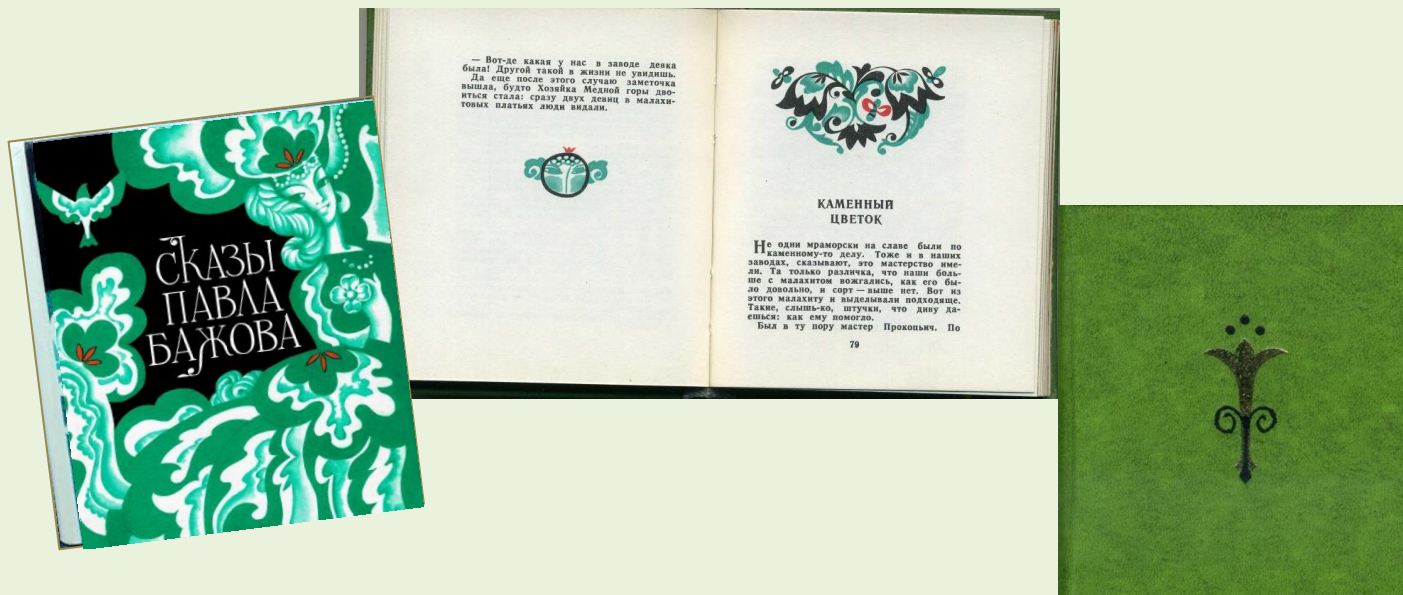 СКАЗЫ
ПАВЛА
БАЖОВА
— Вот-де какая у нас в заводе девка
была! Другой такой в жизни не увидишь.
Да еще после этого случаю заметочка
вышла, будто Хозяйка Медной горы дво-
иться стала: сразу двух девиц в малахи-
товых платьях люди видали.
КАМЕННЫЙ
ЦВЕТОК
Не одни мраморски на славе были по
каменному-то делу. Тоже и в наших
заводах, сказывают, это мастерство име-
ли. Та только различка, что наши боль-
ше с малахитом вожгались, как его бы-
ло довольно, и сорт — выше нет. Вот из
этого малахиту и выделывали подходяще.
Такие, слышь-ко, штучки, что диву да-
ешься: как ему помогло.
Был в ту пору мастер Прокопьич. По
79